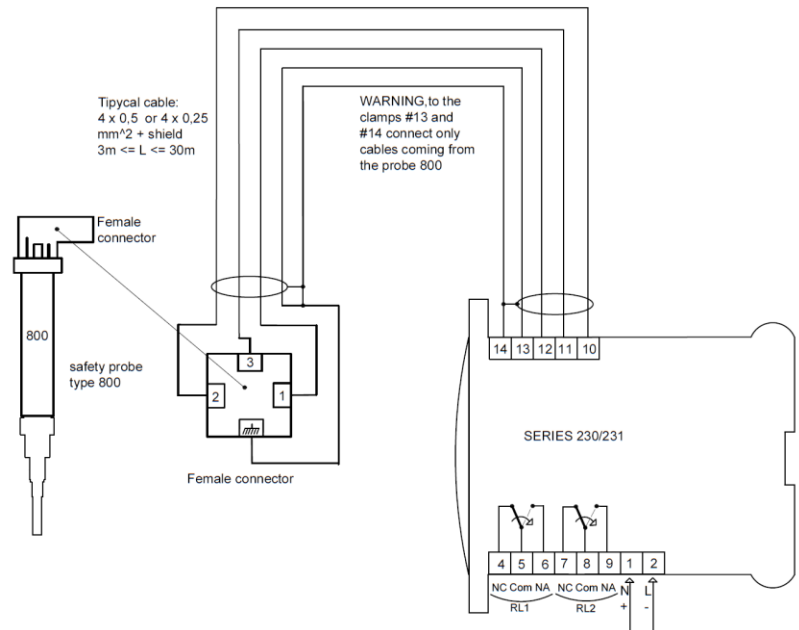 Tipycal cable:
4 x 0,5 or 4 x 0,25
mm^2 + shield
3m <= L <= 30m
WARNING,to the
clamps #13 and
#14 connect only
cables coming from
the probe 800
Female
connector
800
safety probe
type 800
3
2
1
Female connector
14 13 12 11 10
SERIES 230/231
4 5 6 7 8 9 1 2
NC Com NA NC Com NA N L
RL1 RL2 + -